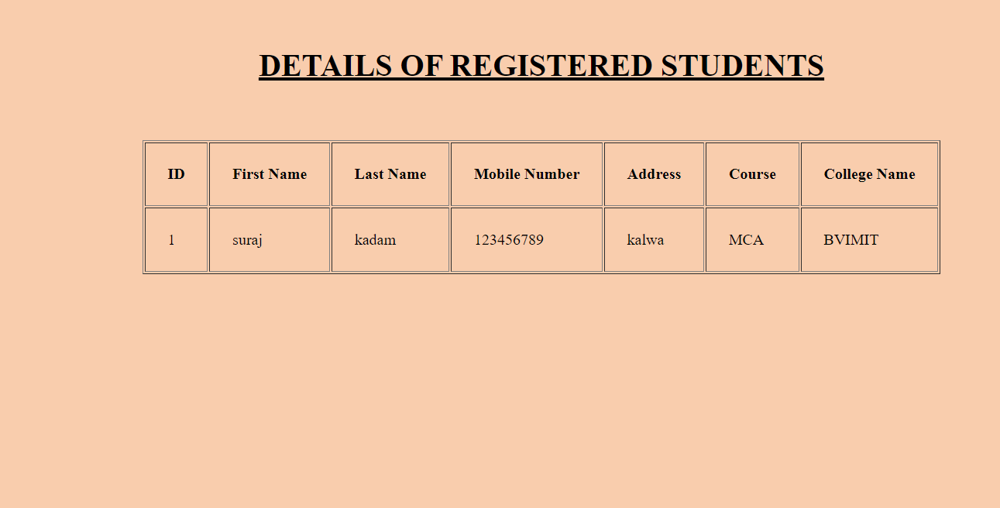 DETAILS OF REGISTERED STUDENTS
ID First Name Last Name Mobile Number Address Course College Name
1 suraj kadam 123456789 kalwa MCA BVIMIT